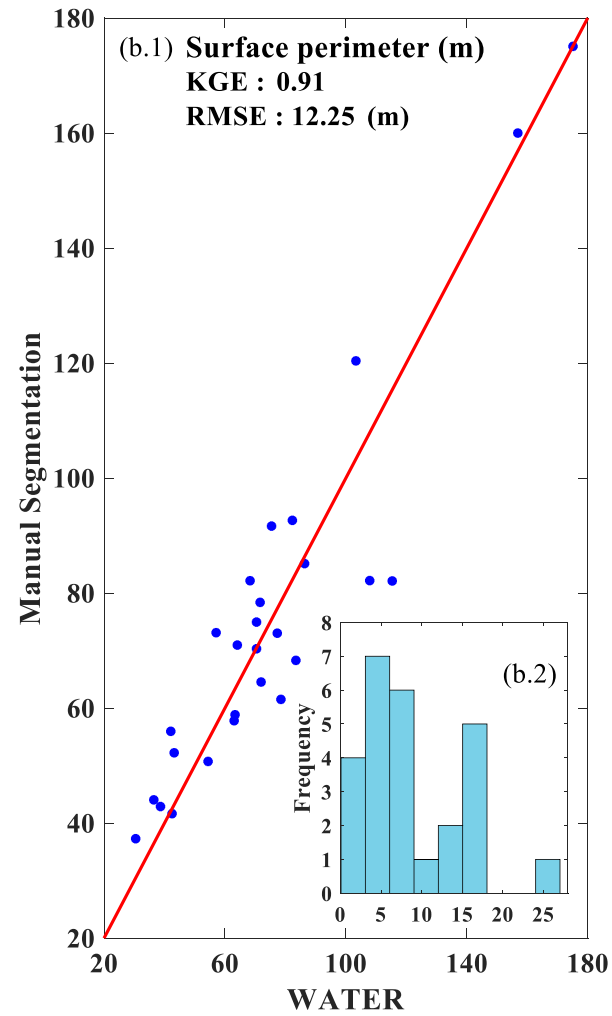 (b.1) Surface perimeter (m)
KGE : 0.91
RMSE : 12.25 (m)
Manual Segmentation
180
160
140
120
100
80
60
40
20
20 60 100 140 180
WATER
(b.2)
Frequency
8
7
6
5
4
3
2
1
0
0 5 10 15 20 25